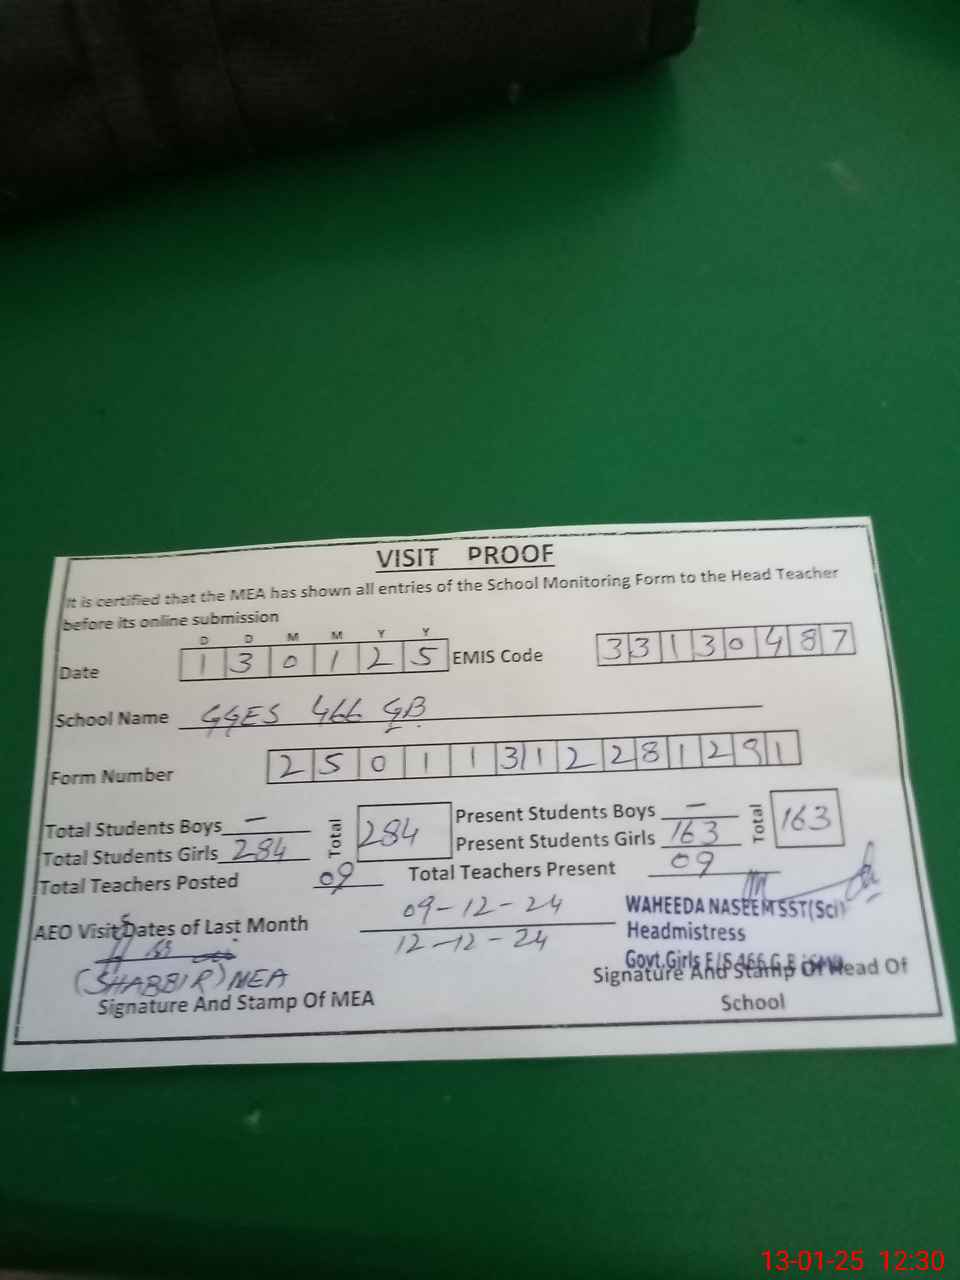 VISIT PROOF
It is certified that the MEA has shown all entries of the School Monitoring Form to the Head Teacher
before its online submission
D D M M Y Y
Date 1 3 0 1 2 5 EMIS Code 3 3 1 3 0 4 8 7
School Name GGES 466 GB
Form Number 2 5 0 1 1 3 1 2 2 8 1 2 9 1
Total Students Boys — Total 284 Present Students Boys — Total 163
Total Students Girls 284 Present Students Girls 163
Total Teachers Posted 09 Total Teachers Present 09
AEO Visit Dates of Last Month 09-12-24
12-12-24
WAHEEDA NASEEM SST(Sci)
Headmistress
Govt.Girls E/S 466 G.B
(SHABBIR) MEA
Signature And Stamp Of MEA
Signature And Stamp Of Head Of
School
13-01-25 12:30